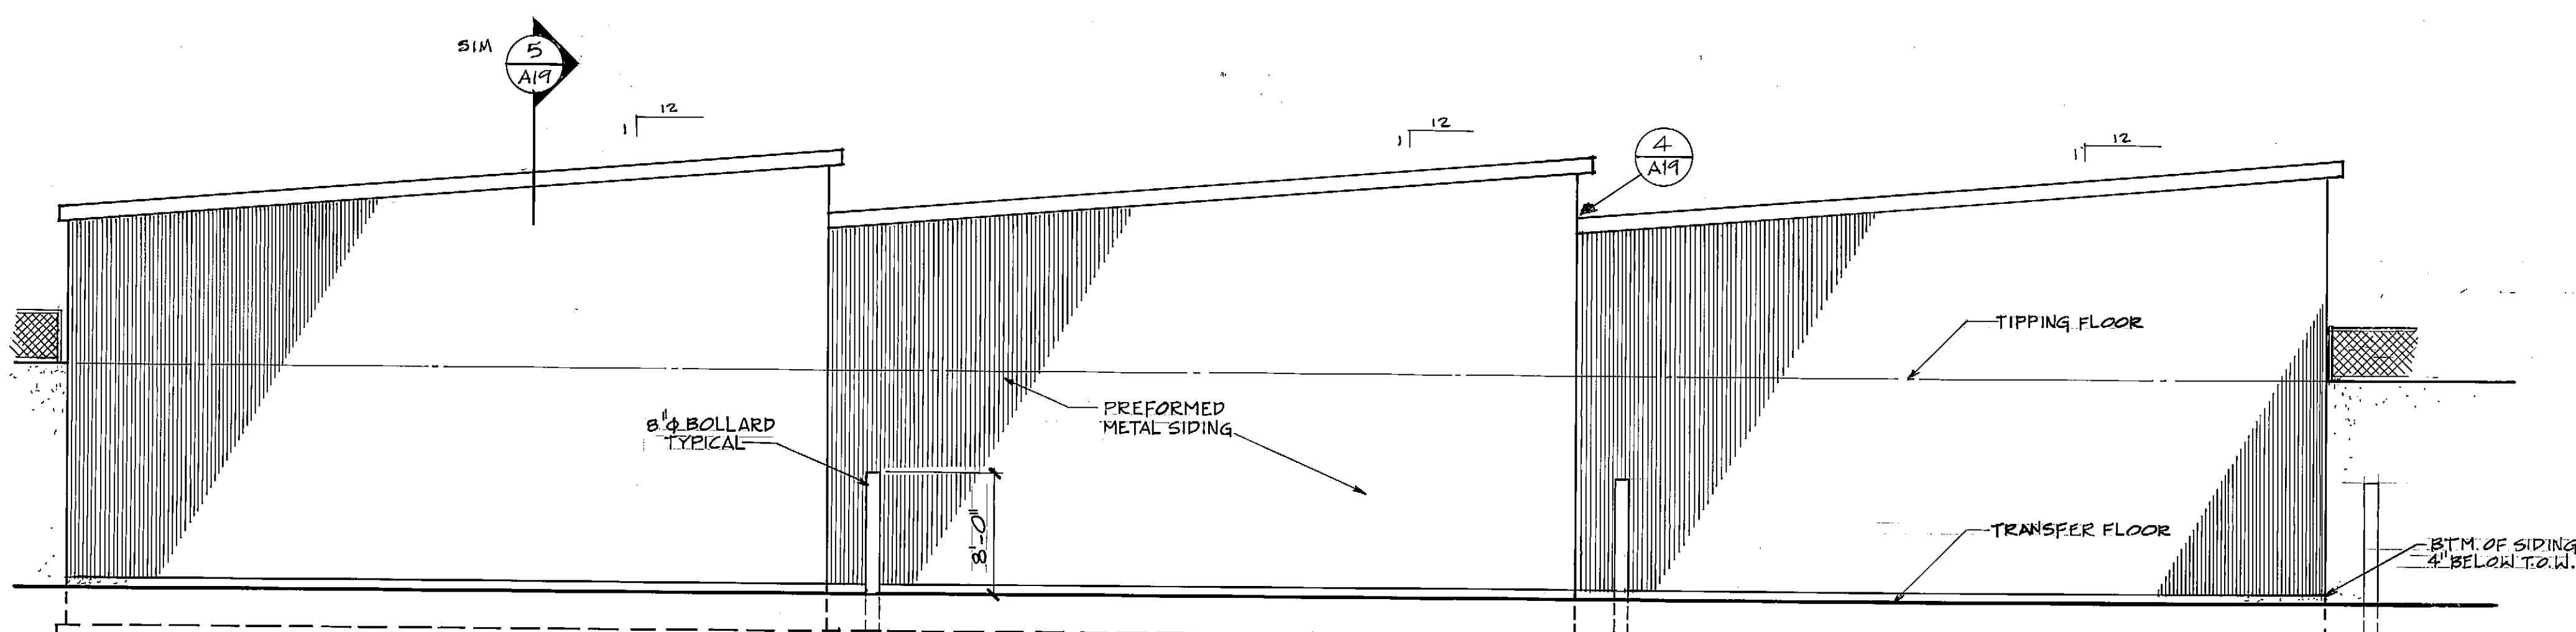 SIM
5
A19
12
1
12
1
4
A19
12
1
TIPPING FLOOR
PREFORMED
METAL SIDING
8"φ BOLLARD
TYPICAL
8'-0"
TRANSFER FLOOR
BTM. OF SIDING
4" BELOW T.O.W.